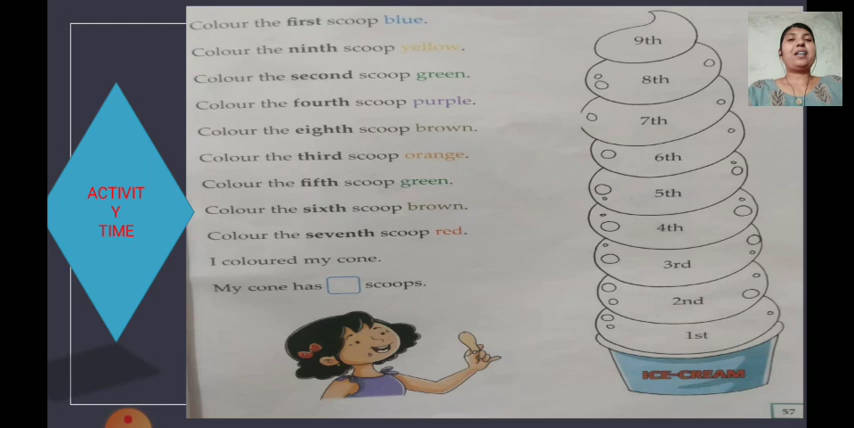 ACTIVIT
Y
TIME
Colour the first scoop blue.
Colour the ninth scoop yellow.
Colour the second scoop green.
Colour the fourth scoop purple.
Colour the eighth scoop brown.
Colour the third scoop orange.
Colour the fifth scoop green.
Colour the sixth scoop brown.
Colour the seventh scoop red.
I coloured my cone.
My cone has scoops.
9th
8th
7th
6th
5th
4th
3rd
2nd
1st
ICE-CREAM
57